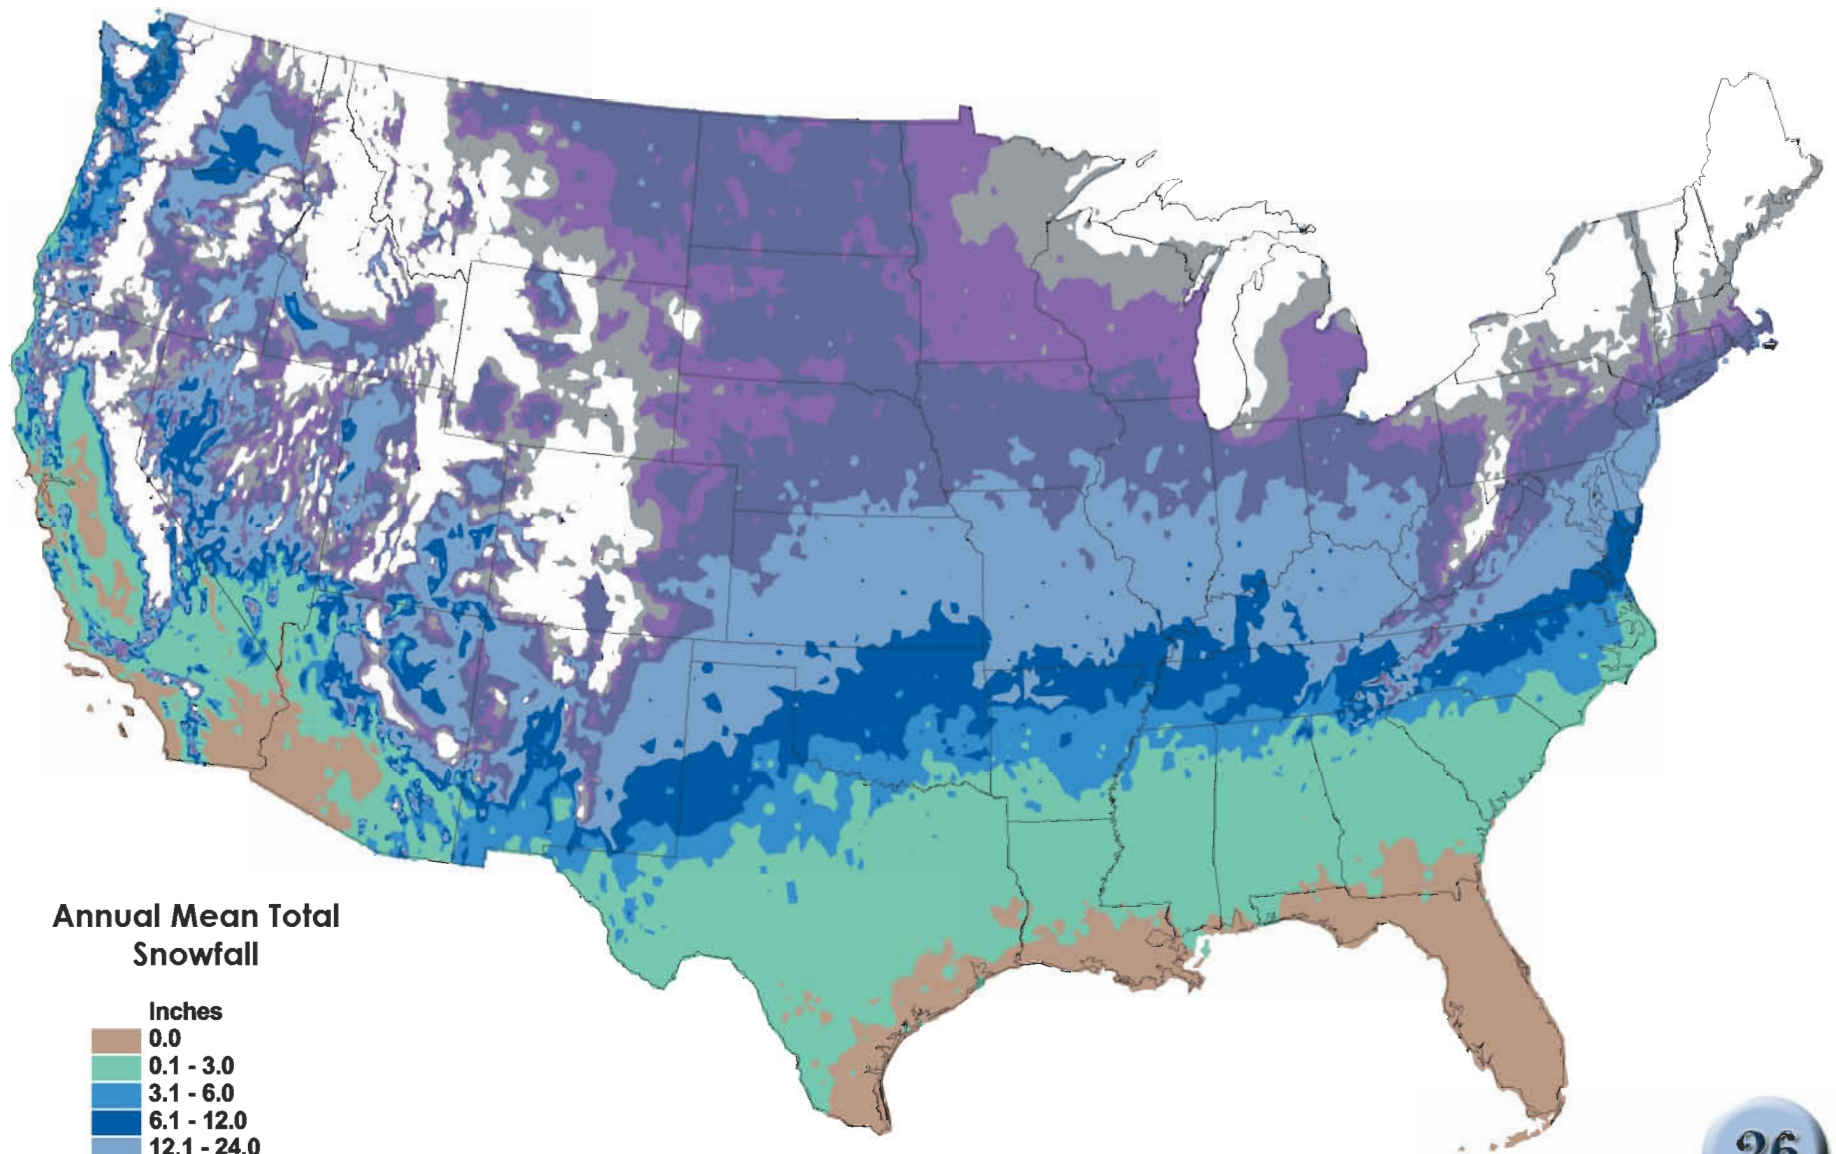 Annual Mean Total
Snowfall
Inches
0.0
0.1 - 3.0
3.1 - 6.0
6.1 - 12.0
12.1 - 24.0
26